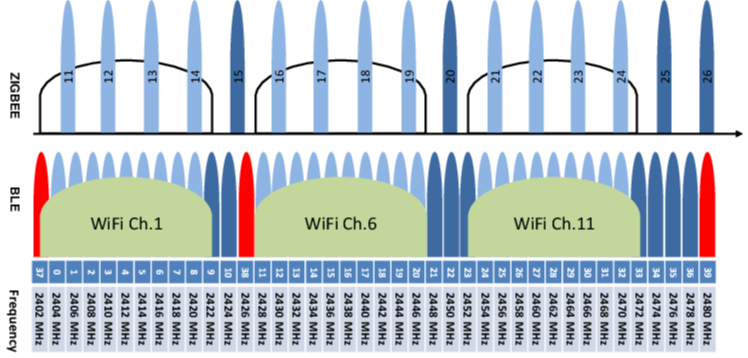 ZIGBEE
11 12 13 14 15 16 17 18 19 20 21 22 23 24 25 26
BLE
WiFi Ch.1 WiFi Ch.6 WiFi Ch.11
37 0 1 2 3 4 5 6 7 8 9 10 38 11 12 13 14 15 16 17 18 19 20 21 22 23 24 25 26 27 28 29 30 31 32 33 34 35 36 39
Frequency
2402 MHz 2404 MHz 2406 MHz 2408 MHz 2410 MHz 2412 MHz 2414 MHz 2416 MHz 2418 MHz 2420 MHz 2422 MHz 2424 MHz 2426 MHz 2428 MHz 2430 MHz 2432 MHz 2434 MHz 2436 MHz 2438 MHz 2440 MHz 2442 MHz 2444 MHz 2446 MHz 2448 MHz 2450 MHz 2452 MHz 2454 MHz 2456 MHz 2458 MHz 2460 MHz 2462 MHz 2464 MHz 2466 MHz 2468 MHz 2470 MHz 2472 MHz 2474 MHz 2476 MHz 2478 MHz 2480 MHz